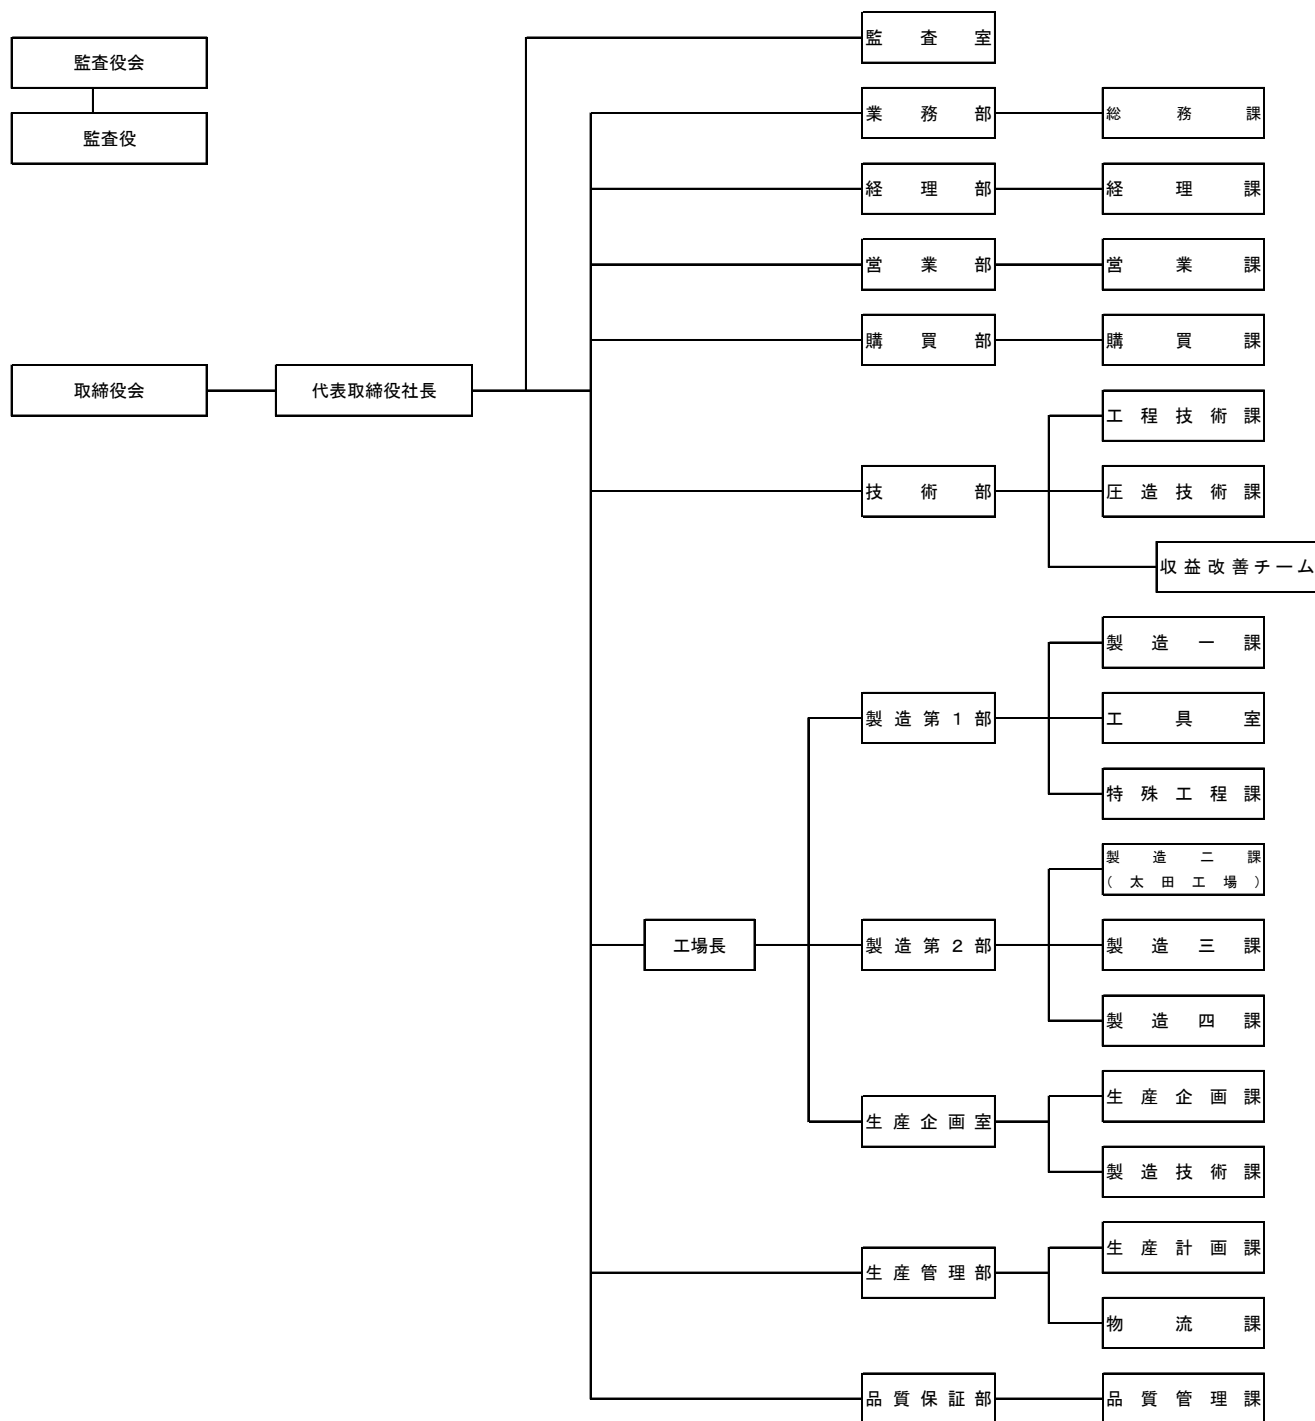 監査室
監査役会
業務部
総務課
監査役
経理部
経理課
営業部
営業課
購買部
購買課
取締役会
代表取締役社長
工程技術課
技術部
圧造技術課
収益改善チーム
製造一課
製造第1部
工具室
特殊工程課
製造二課
(太田工場)
工場長
製造第2部
製造三課
製造四課
生産企画課
生産企画室
製造技術課
生産計画課
生産管理部
物流課
品質保証部
品質管理課